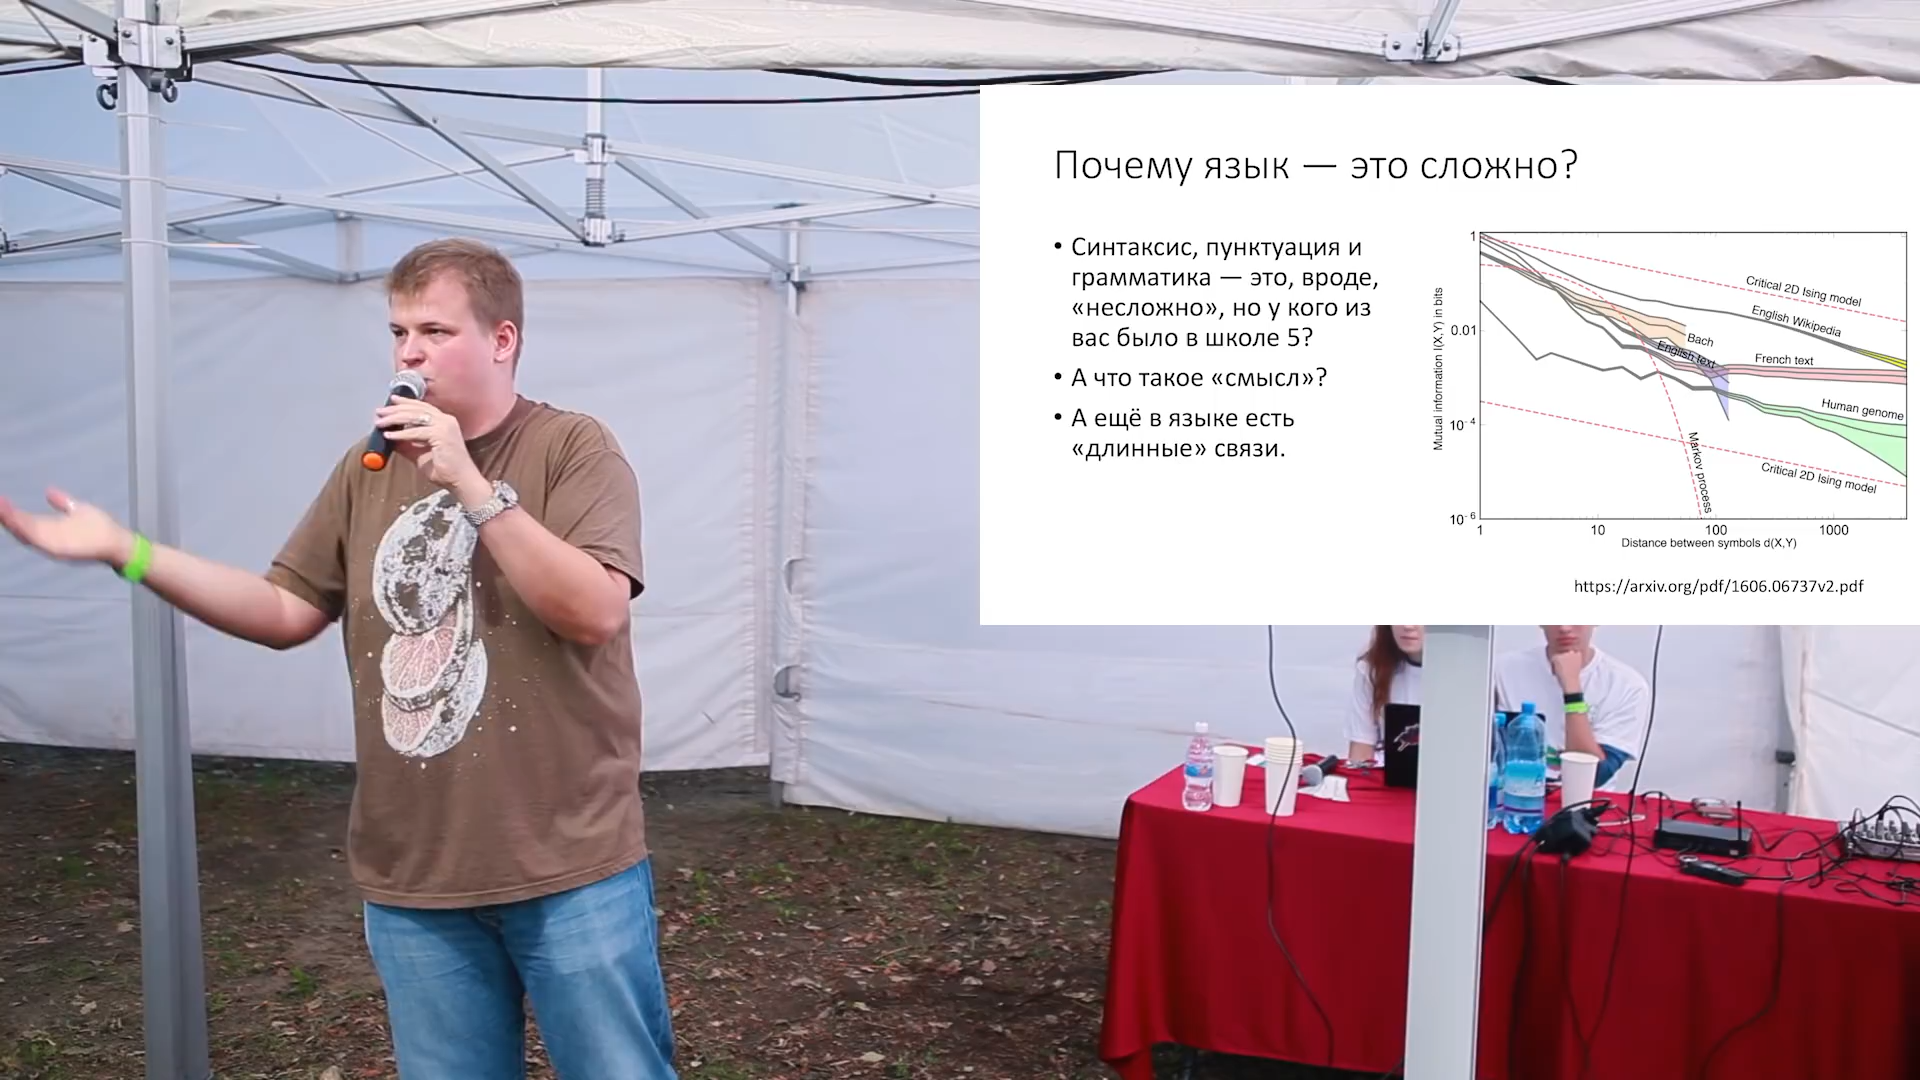 Почему язык — это сложно?
• Синтаксис, пунктуация и
грамматика — это, вроде,
«несложно», но у кого из
вас было в школе 5?
• А что такое «смысл»?
• А ещё в языке есть
«длинные» связи.
Mutual information I(X,Y) in bits
1
0.01
10⁻⁴
10⁻⁶
Critical 2D Ising model
English Wikipedia
Bach
English text
French text
Human genome
Markov process
Critical 2D Ising model
1
10
100
1000
Distance between symbols d(X,Y)
https://arxiv.org/pdf/1606.06737v2.pdf